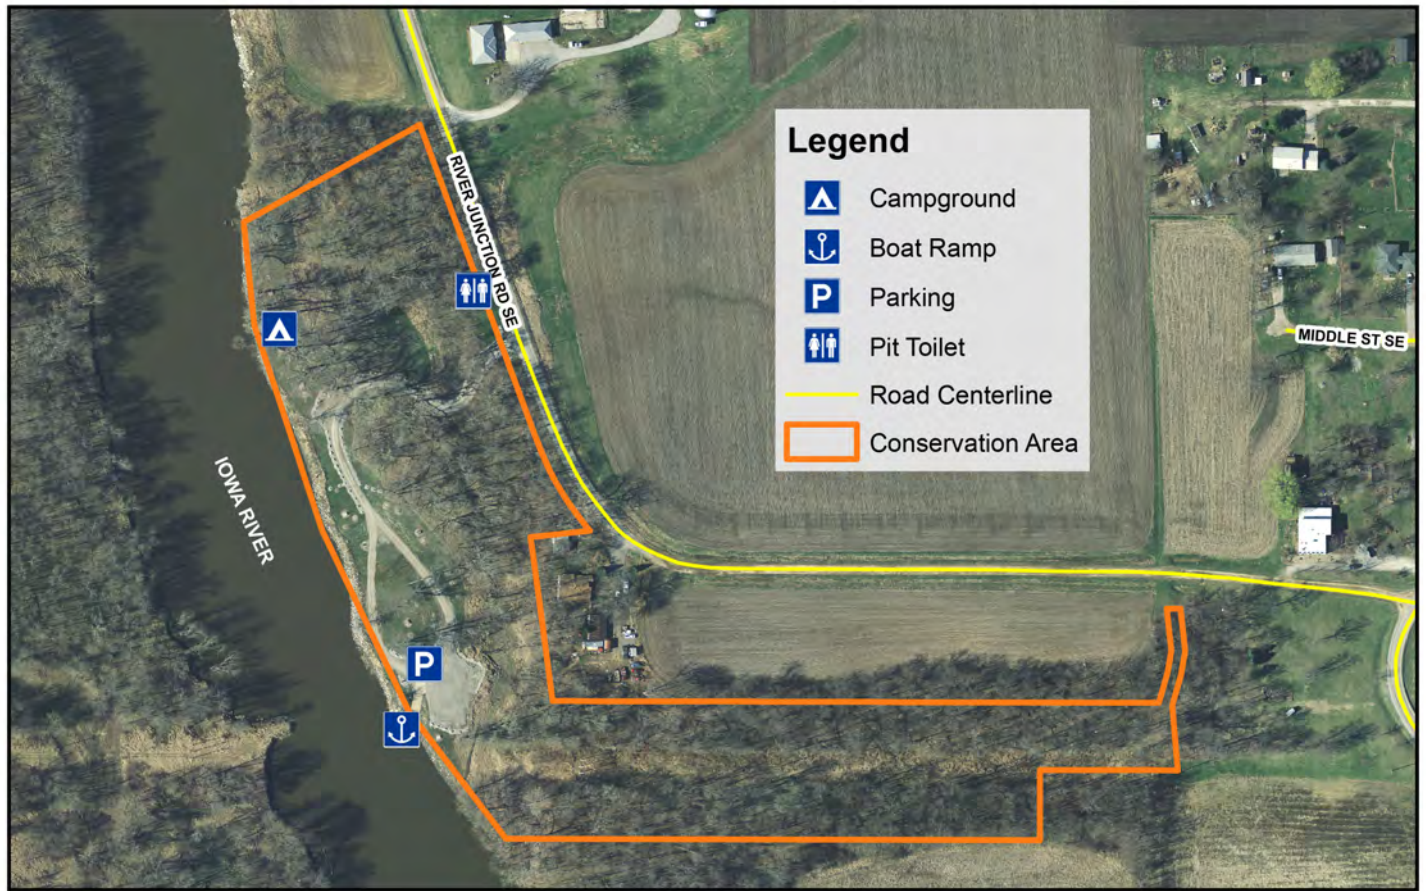 Legend
Campground
Boat Ramp
P Parking
Pit Toilet
Road Centerline
Conservation Area
RIVER JUNCTION RD SE
MIDDLE ST SE
IOWA RIVER
P